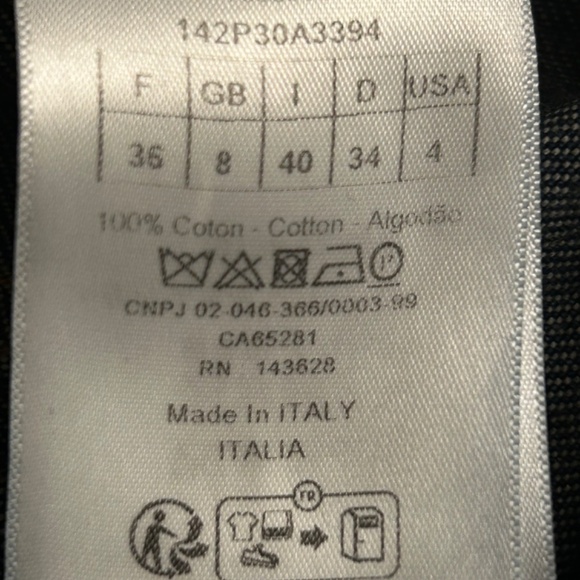 142P30A3394
F GB I D USA
36 8 40 34 4
100% Coton - Cotton - Algodão
P
CNPJ 02-046-366/0003-99
CA65281
RN 143628
Made In ITALY
ITALIA
FR